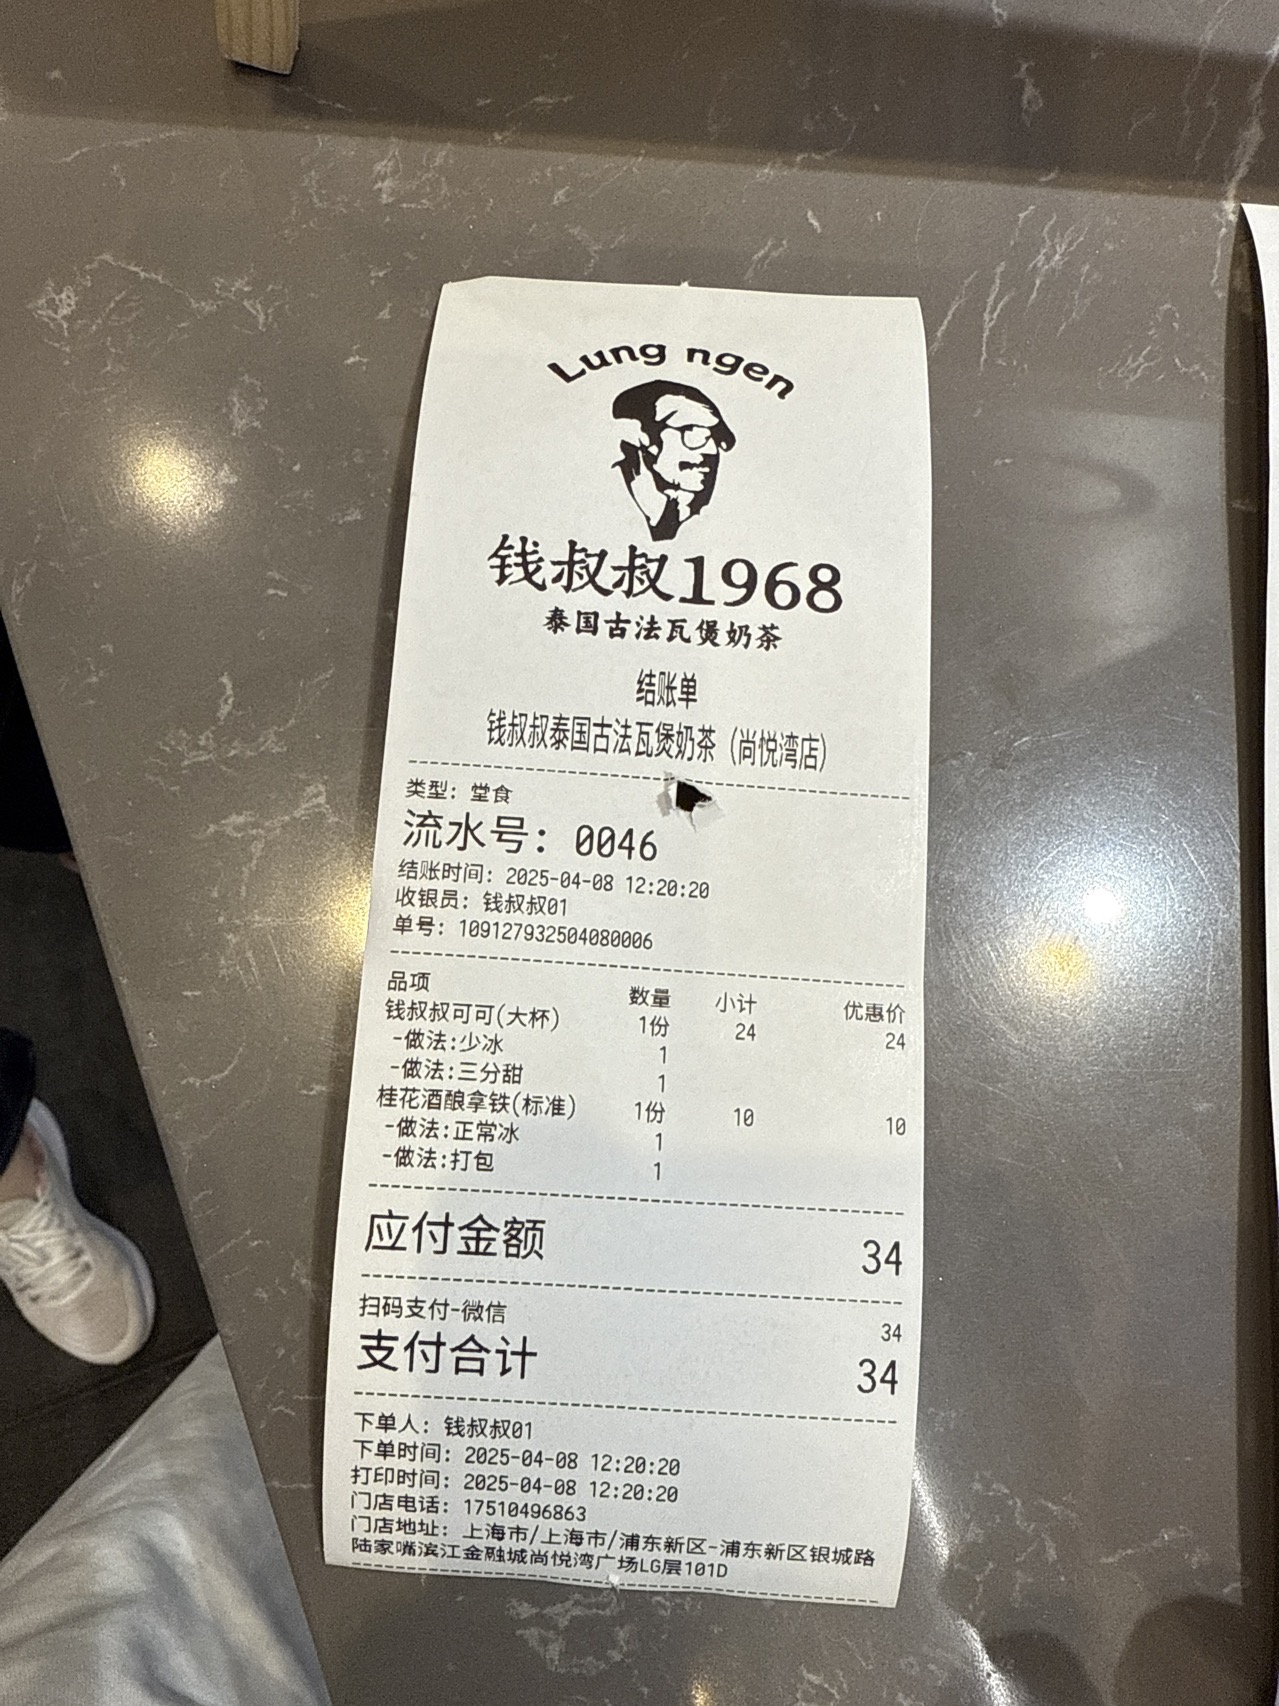 Lung ngen
钱叔叔1968
泰国古法瓦煲奶茶
结账单
钱叔叔泰国古法瓦煲奶茶（尚悦湾店）
类型：堂食
流水号：0046
结账时间：2025-04-08 12:20:20
收银员：钱叔叔01
单号：109127932504080006
品项 数量 小计 优惠价
钱叔叔可可(大杯) 1份 24 24
-做法:少冰 1
-做法:三分甜 1
桂花酒酿拿铁(标准) 1份 10 10
-做法:正常冰 1
-做法:打包 1
应付金额 34
扫码支付-微信 34
支付合计 34
下单人：钱叔叔01
下单时间：2025-04-08 12:20:20
打印时间：2025-04-08 12:20:20
门店电话：17510496863
门店地址：上海市/上海市/浦东新区-浦东新区银城路
陆家嘴滨江金融城尚悦湾广场LG层101D